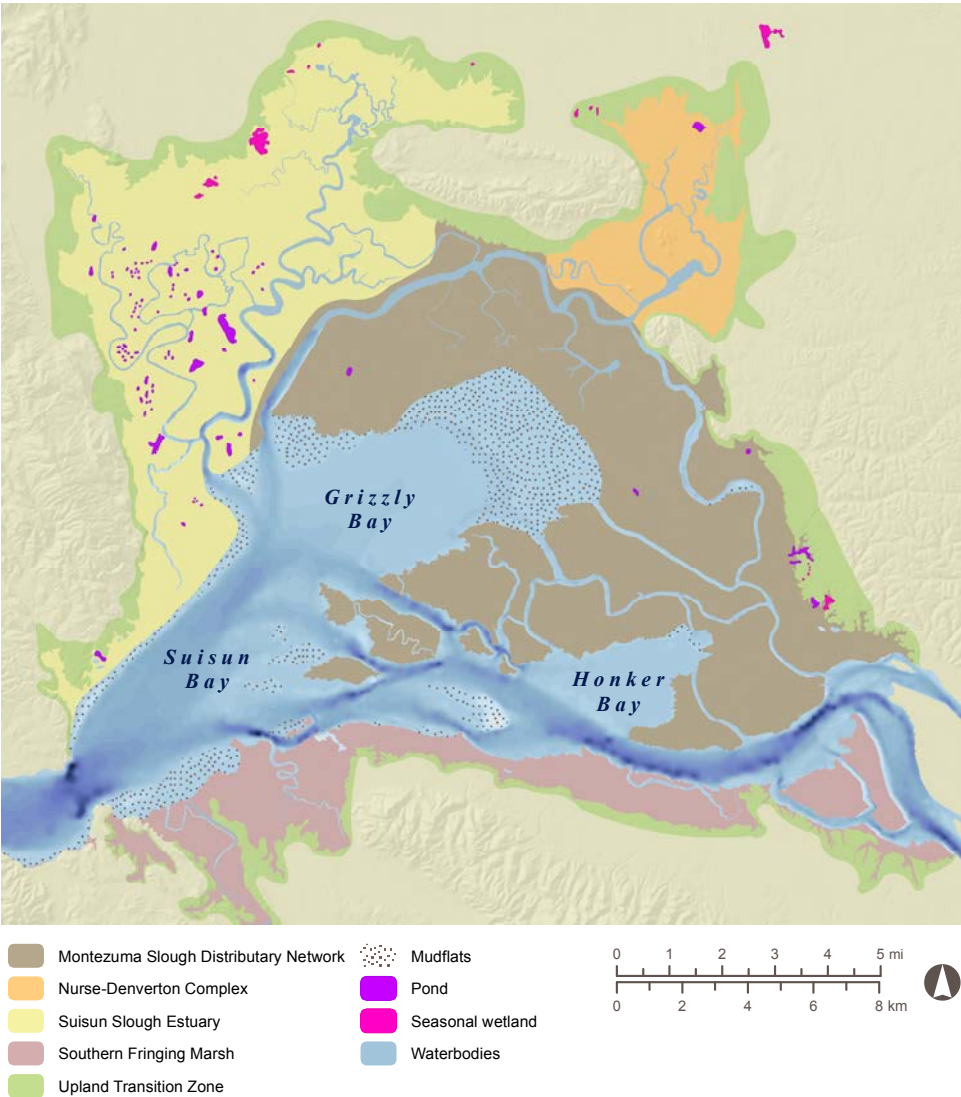 Grizzly
Bay
Suisun
Bay
Honker
Bay
Montezuma Slough Distributary Network
Nurse-Denverton Complex
Suisun Slough Estuary
Southern Fringing Marsh
Upland Transition Zone
Mudflats
Pond
Seasonal wetland
Waterbodies
0 1 2 3 4 5 mi
0 2 4 6 8 km